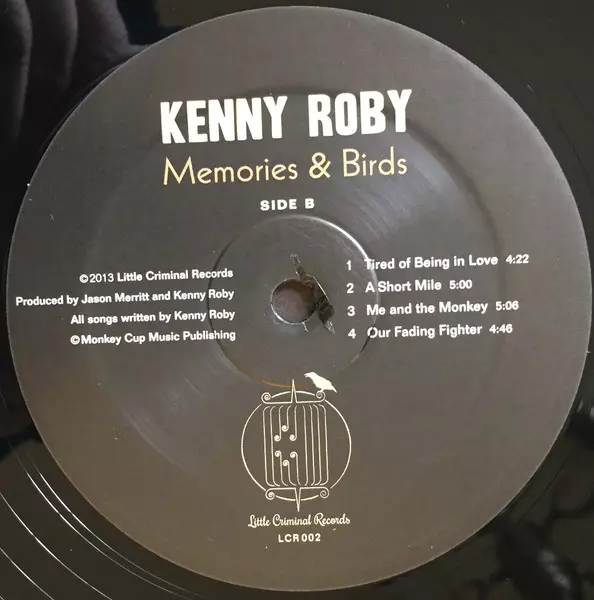 KENNY ROBY
Memories & Birds
SIDE B
©2013 Little Criminal Records
Produced by Jason Merritt and Kenny Roby
All songs written by Kenny Roby
©Monkey Cup Music Publishing
1 Tired of Being in Love 4:22
2 A Short Mile 5:00
3 Me and the Monkey 5:06
4 Our Fading Fighter 4:46
Little Criminal Records
LCR 002